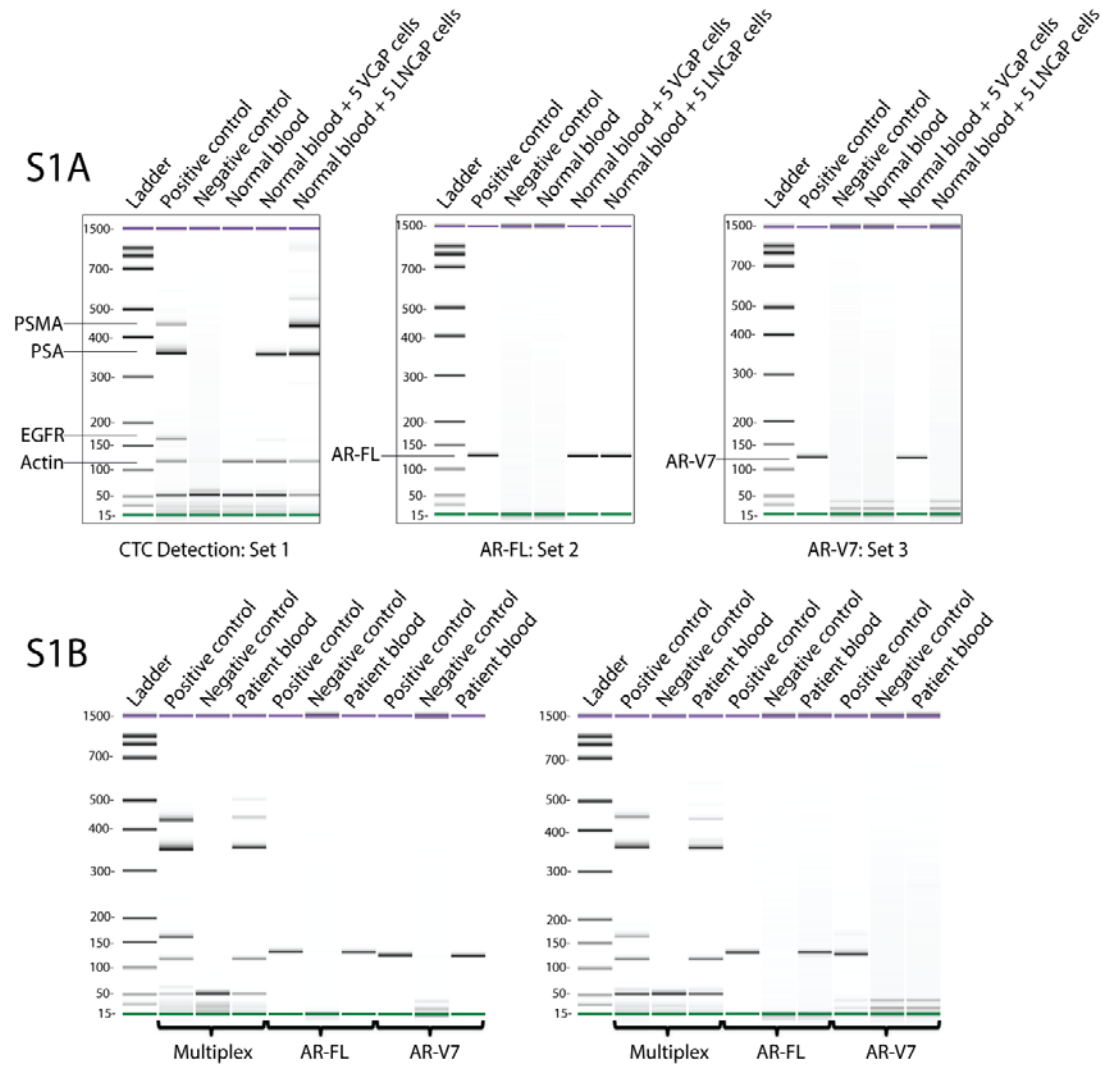 S1A
Ladder
Positive control
Negative control
Normal blood
Normal blood + 5 VCaP cells
Normal blood + 5 LNCaP cells
1500-
700-
500-
PSMA
400-
PSA
300-
200-
EGFR
150-
Actin
100-
50-
15-
CTC Detection: Set 1
Ladder
Positive control
Negative control
Normal blood
Normal blood + 5 VCaP cells
Normal blood + 5 LNCaP cells
1500-
700-
500-
400-
300-
200-
150-
AR-FL
100-
50-
15-
AR-FL: Set 2
Ladder
Positive control
Negative control
Normal blood
Normal blood + 5 VCaP cells
Normal blood + 5 LNCaP cells
1500-
700-
500-
400-
300-
200-
150-
AR-V7
100-
50-
15-
AR-V7: Set 3
S1B
Ladder
Positive control
Negative control
Patient blood
Positive control
Negative control
Patient blood
Positive control
Negative control
Patient blood
1500-
700-
500-
400-
300-
200-
150-
100-
50-
15-
Multiplex
AR-FL
AR-V7
Ladder
Positive control
Negative control
Patient blood
Positive control
Negative control
Patient blood
Positive control
Negative control
Patient blood
1500-
700-
500-
400-
300-
200-
150-
100-
50-
15-
Multiplex
AR-FL
AR-V7